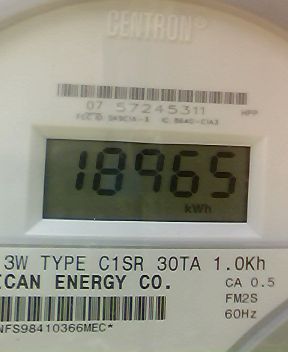 CENTRON®
07 57245311 HPP
18965
kWh
3W TYPE C1SR 30TA 1.0Kh
ICAN ENERGY CO.
CA 0.5
FM2S
60Hz
NFS98410366MEC*